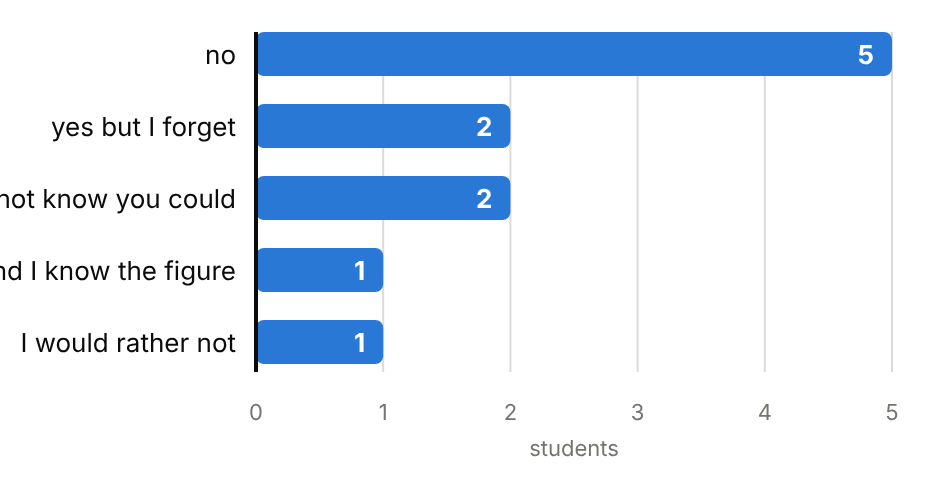 no
5
yes but I forget
2
not know you could
2
I know the figure
1
I would rather not
1
0 1 2 3 4 5
students